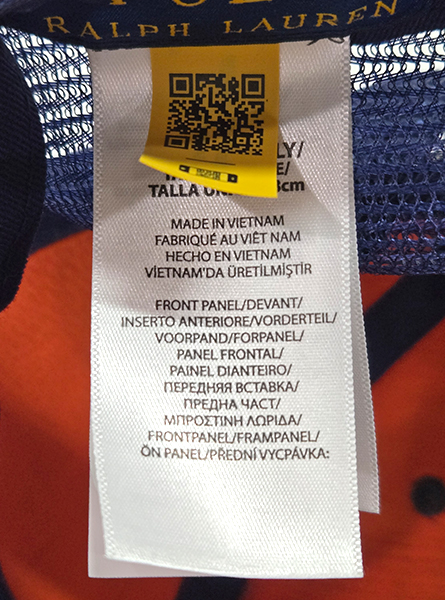 RALPH LAUREN
LY/
TALLA cm
MADE IN VIETNAM
FABRIQUÉ AU VIÊT NAM
HECHO EN VIETNAM
VİETNAM'DA ÜRETİLMİŞTİR
FRONT PANEL/DEVANT/
INSERTO ANTERIORE/VORDERTEIL/
VOORPAND/FORPANEL/
PANEL FRONTAL/
PAINEL DIANTEIRO/
ПЕРЕДНЯЯ ВСТАВКА/
ПРЕДНА ЧАСТ/
ΜΠΡΟΣΤΙΝΗ ΛΩΡΙΔΑ/
FRONTPANEL/FRAMPANEL/
ÖN PANEL/PŘEDNÍ VYCPÁVKA: